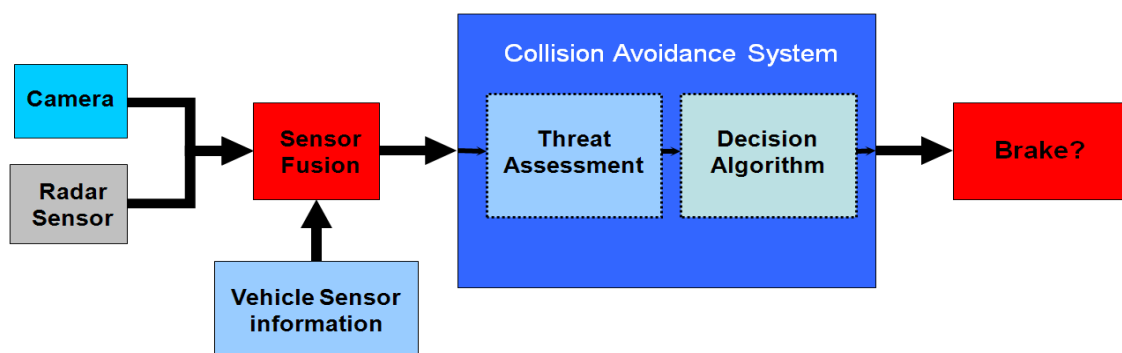 Collision Avoidance System
Camera
Radar
Sensor
Sensor
Fusion
Vehicle Sensor
information
Threat
Assessment
Decision
Algorithm
Brake?